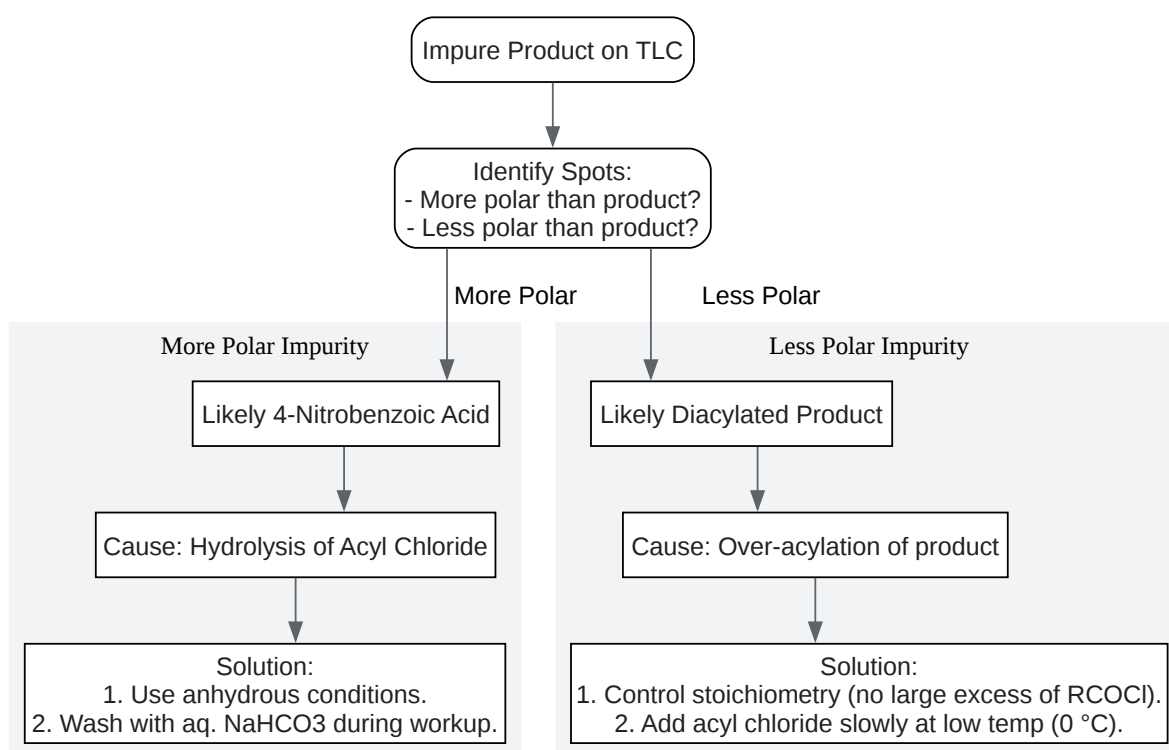 Impure Product on TLC
Identify Spots:
- More polar than product?
- Less polar than product?
More Polar
Less Polar
More Polar Impurity
Less Polar Impurity
Likely 4-Nitrobenzoic Acid
Likely Diacylated Product
Cause: Hydrolysis of Acyl Chloride
Cause: Over-acylation of product
Solution:
1. Use anhydrous conditions.
2. Wash with aq. NaHCO3 during workup.
Solution:
1. Control stoichiometry (no large excess of RCOCl).
2. Add acyl chloride slowly at low temp (0 °C).